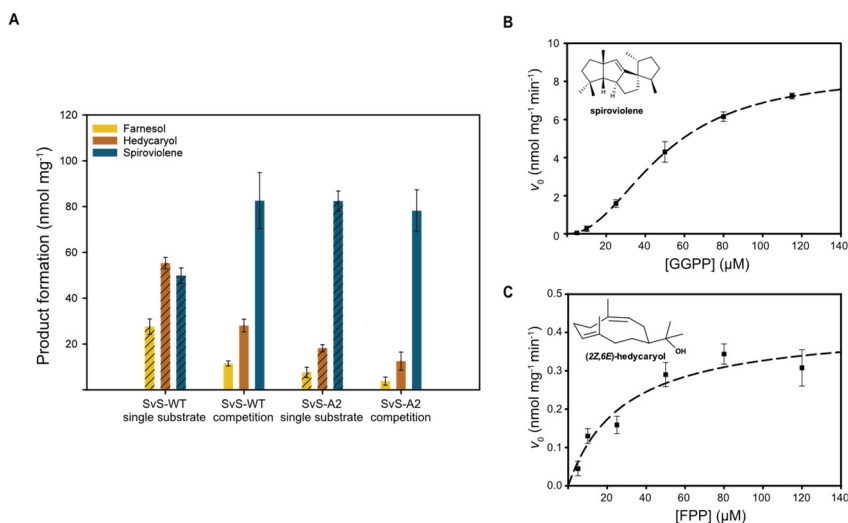 A
Product formation (nmol mg⁻¹)
120
100
80
60
40
20
Farnesol
Hedycaryol
Spiroviolene
SvS-WT
single substrate
SvS-WT
competition
SvS-A2
single substrate
SvS-A2
competition
B
v₀ (nmol mg⁻¹ min⁻¹)
10
8
6
4
2
0
H
H
spiroviolene
0 20 40 60 80 100 120 140
[GGPP] (µM)
C
v₀ (nmol mg⁻¹ min⁻¹)
0.5
0.4
0.3
0.2
0.1
0.0
OH
(2Z,6E)-hedycaryol
0 20 40 60 80 100 120 140
[FPP] (µM)